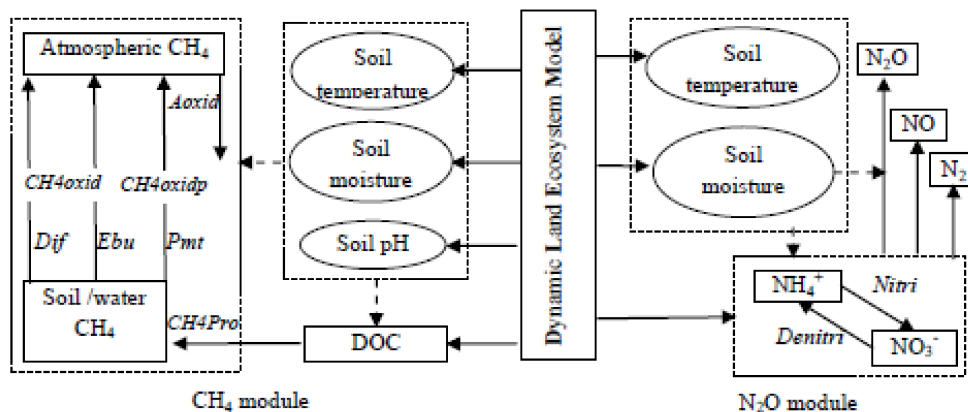 Atmospheric CH₄
Aoxid
CH4oxid
CH4oxidp
Dif
Ebu
Pmt
Soil /water
CH₄
CH4Pro
CH₄ module
Soil
temperature
Soil
moisture
Soil pH
DOC
Dynamic Land Ecosystem Model
Soil
temperature
Soil
moisture
N₂O
NO
N₂
NH₄⁺
Nitri
Denitri
NO₃⁻
N₂O module